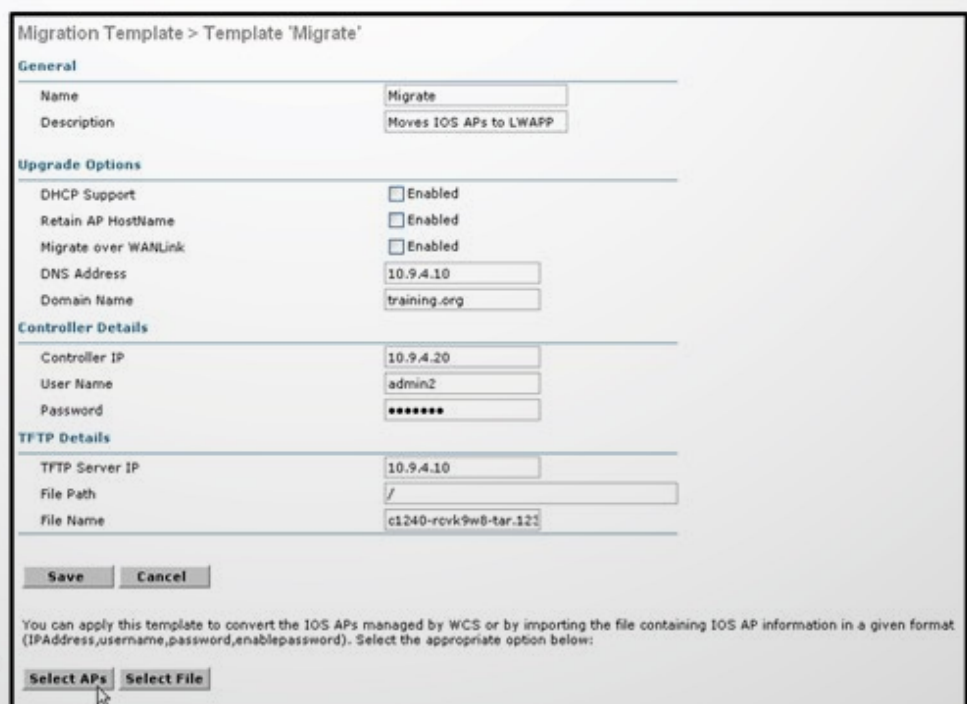 Migration Template > Template 'Migrate'
General
Name Migrate
Description Moves IOS APs to LWAPP
Upgrade Options
DHCP Support Enabled
Retain AP HostName Enabled
Migrate over WANLink Enabled
DNS Address 10.9.4.10
Domain Name training.org
Controller Details
Controller IP 10.9.4.20
User Name admin2
Password •••••••
TFTP Details
TFTP Server IP 10.9.4.10
File Path /
File Name c1240-rcvk9w8-tar.123
Save Cancel
You can apply this template to convert the IOS APs managed by WCS or by importing the file containing IOS AP information in a given format
(IPAddress,username,password,enablepassword). Select the appropriate option below:
Select APs Select File